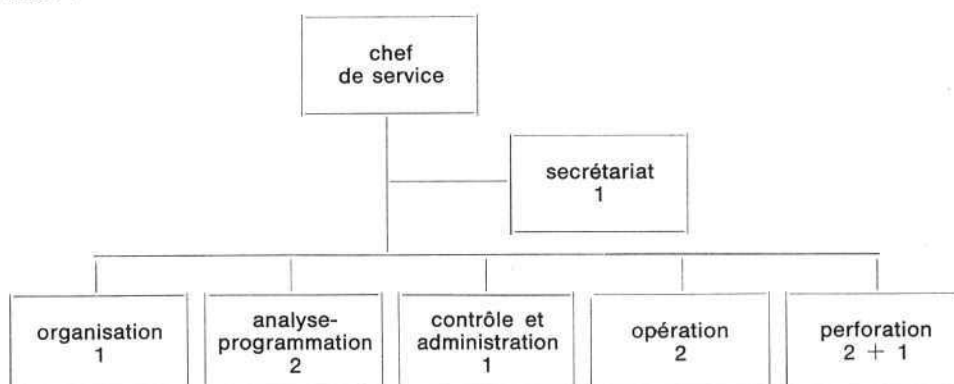 chef
de service
secrétariat
1
organisation
1
analyse-
programmation
2
contrôle et
administration
1
opération
2
perforation
2 + 1